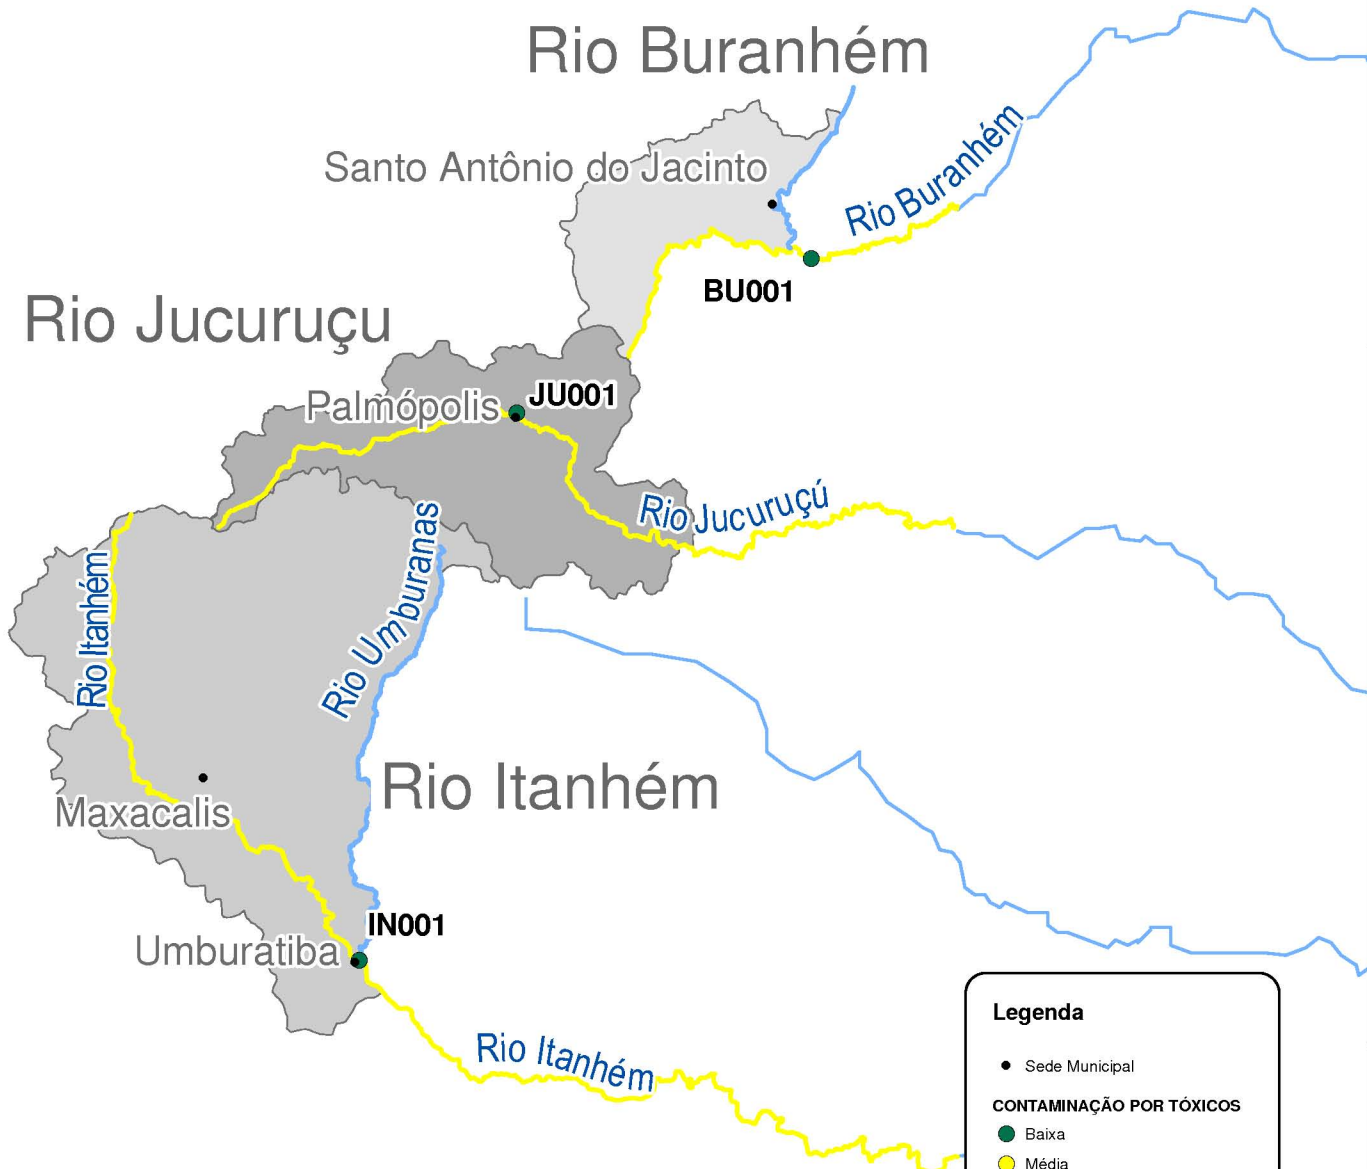 Rio Buranhém
Santo Antônio do Jacinto
Rio Buranhém
BU001
Rio Jucuruçu
Palmópolis
JU001
Rio Jucuruçú
Rio Umburanas
Rio Itanhém
Rio Itanhém
Maxacalis
IN001
Umburatiba
Rio Itanhém
Legenda
Sede Municipal
CONTAMINAÇÃO POR TÓXICOS
Baixa
Média